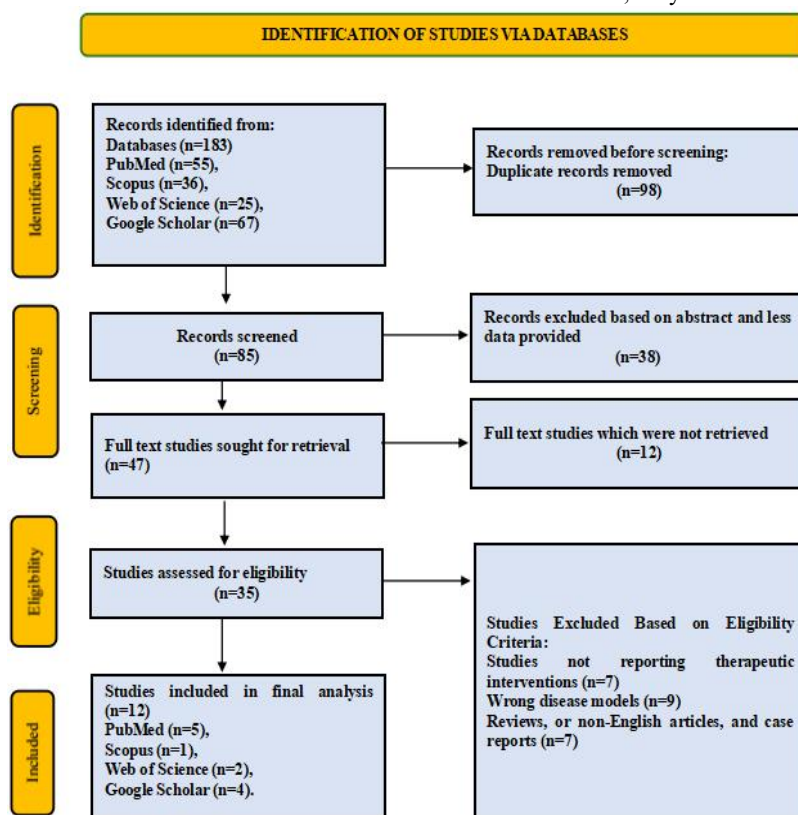 IDENTIFICATION OF STUDIES VIA DATABASES
Identification
Records identified from:
Databases (n=183)
PubMed (n=55),
Scopus (n=36),
Web of Science (n=25),
Google Scholar (n=67)
Records removed before screening:
Duplicate records removed
(n=98)
Screening
Records screened
(n=85)
Records excluded based on abstract and less
data provided
(n=38)
Full text studies sought for retrieval
(n=47)
Full text studies which were not retrieved
(n=12)
Eligibility
Studies assessed for eligibility
(n=35)
Studies Excluded Based on Eligibility
Criteria:
Studies not reporting therapeutic
interventions (n=7)
Wrong disease models (n=9)
Reviews, or non-English articles, and case
reports (n=7)
Included
Studies included in final analysis
(n=12)
PubMed (n=5),
Scopus (n=1),
Web of Science (n=2),
Google Scholar (n=4).